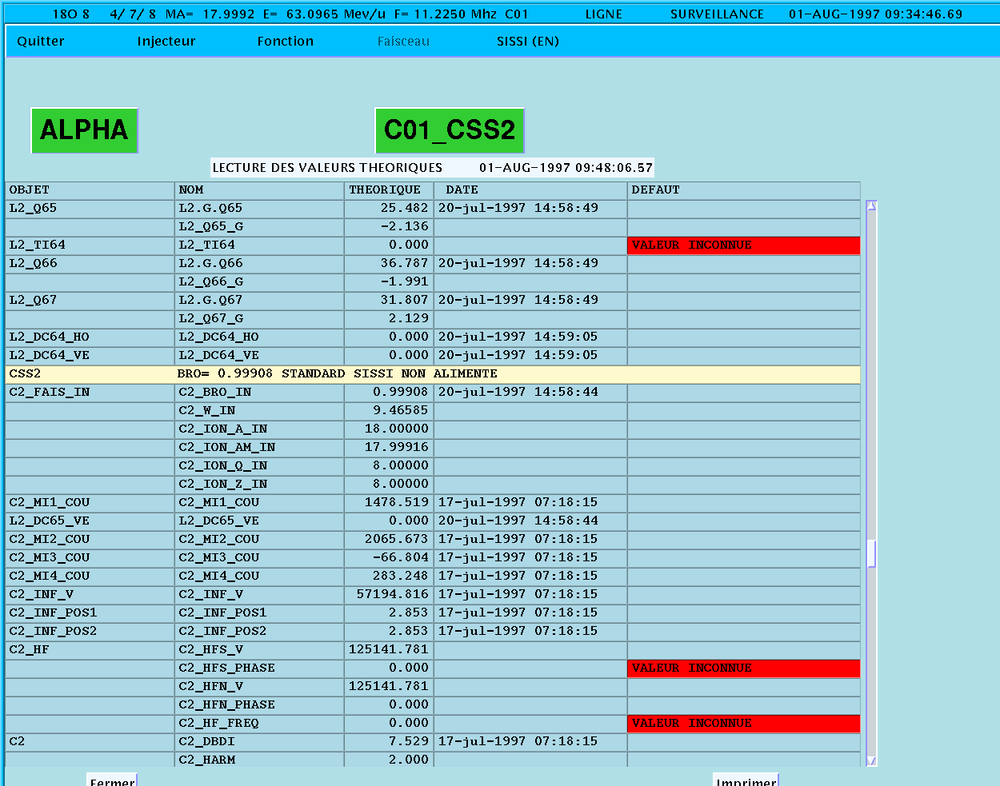 18O 8 4/ 7/ 8 MA= 17.9992 E= 63.0965 Mev/u F= 11.2250 Mhz C01 LIGNE SURVEILLANCE 01-AUG-1997 09:34:46.69
Quitter Injecteur Fonction Faisceau SISSI (EN)
ALPHA C01_CSS2
LECTURE DES VALEURS THEORIQUES 01-AUG-1997 09:48:06.57
OBJET NOM THEORIQUE DATE DEFAUT
L2_Q65 L2.G.Q65 25.482 20-jul-1997 14:58:49
L2_Q65_G -2.136
L2_TI64 L2_TI64 0.000 VALEUR INCONNUE
L2_Q66 L2.G.Q66 36.787 20-jul-1997 14:58:49
L2_Q66_G -1.991
L2_Q67 L2.G.Q67 31.807 20-jul-1997 14:58:49
L2_Q67_G 2.129
L2_DC64_HO L2_DC64_HO 0.000 20-jul-1997 14:59:05
L2_DC64_VE L2_DC64_VE 0.000 20-jul-1997 14:59:05
CSS2 BRO= 0.99908 STANDARD SISSI NON ALIMENTE
C2_FAIS_IN C2_BRO_IN 0.99908 20-jul-1997 14:58:44
C2_W_IN 9.46585
C2_ION_A_IN 18.00000
C2_ION_AM_IN 17.99916
C2_ION_Q_IN 8.00000
C2_ION_Z_IN 8.00000
C2_MI1_COU C2_MI1_COU 1478.519 17-jul-1997 07:18:15
L2_DC65_VE L2_DC65_VE 0.000 20-jul-1997 14:58:44
C2_MI2_COU C2_MI2_COU 2065.673 17-jul-1997 07:18:15
C2_MI3_COU C2_MI3_COU -66.804 17-jul-1997 07:18:15
C2_MI4_COU C2_MI4_COU 283.248 17-jul-1997 07:18:15
C2_INF_V C2_INF_V 57194.816 17-jul-1997 07:18:15
C2_INF_POS1 C2_INF_POS1 2.853 17-jul-1997 07:18:15
C2_INF_POS2 C2_INF_POS2 2.853 17-jul-1997 07:18:15
C2_HF C2_HFS_V 125141.781
C2_HFS_PHASE 0.000 VALEUR INCONNUE
C2_HFN_V 125141.781
C2_HFN_PHASE 0.000
C2_HF_FREQ 0.000 VALEUR INCONNUE
C2 C2_DBDI 7.529 17-jul-1997 07:18:15
C2_HARM 2.000
Fermer Imprimer